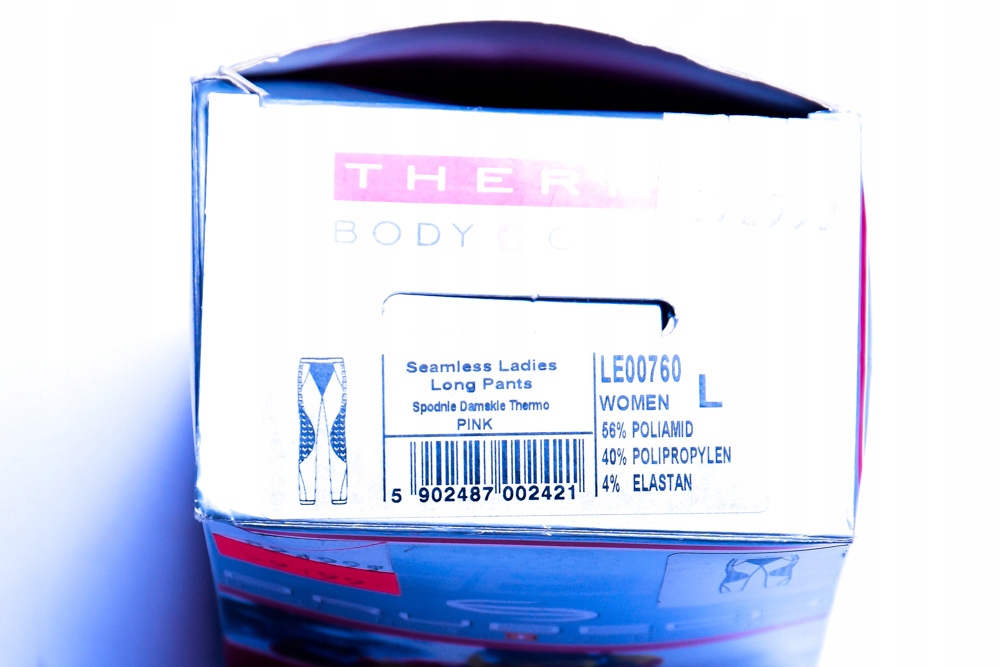 THER
BODY
Seamless Ladies
Long Pants
Spodnie Damskie Thermo
PINK
5 902487 002421
LE00760
L
WOMEN
56% POLIAMID
40% POLIPROPYLEN
4% ELASTAN